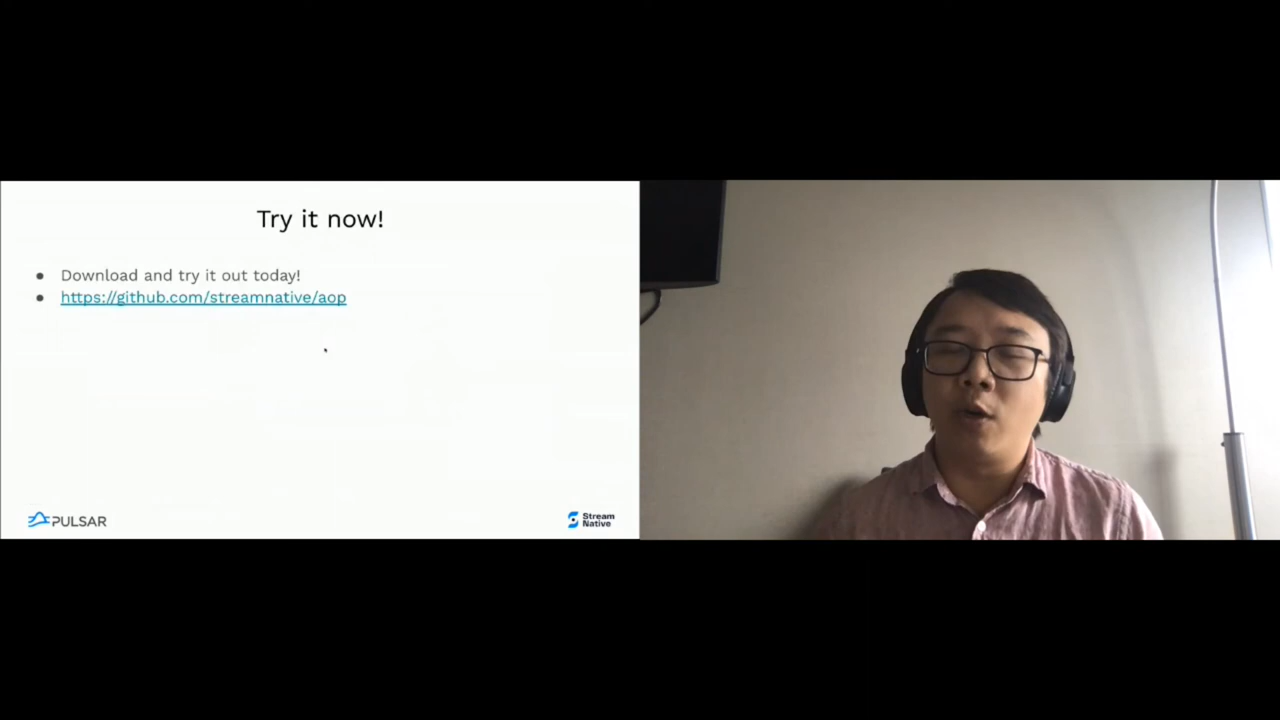 Try it now!
Download and try it out today!
https://github.com/streamnative/aop
PULSAR
Stream
Native